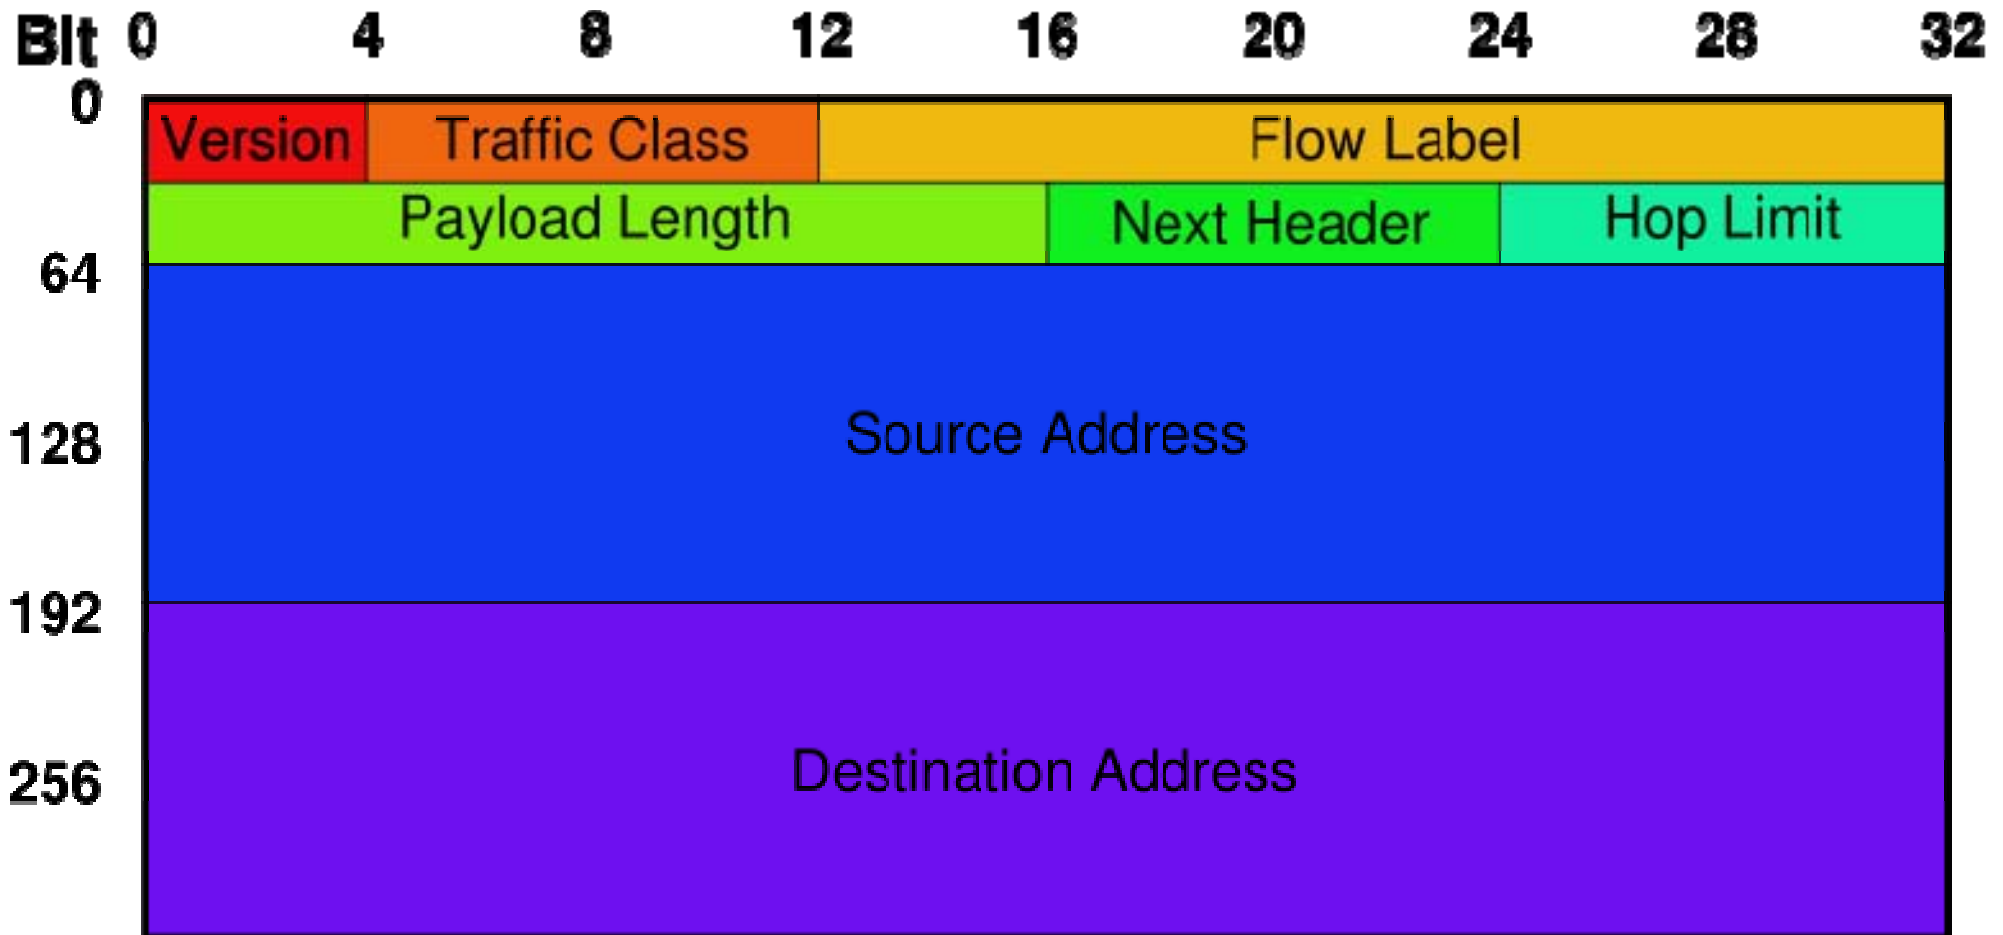 Bit 0 4 8 12 16 20 24 28 32
0
Version Traffic Class Flow Label
Payload Length Next Header Hop Limit
64
128 Source Address
192
256 Destination Address